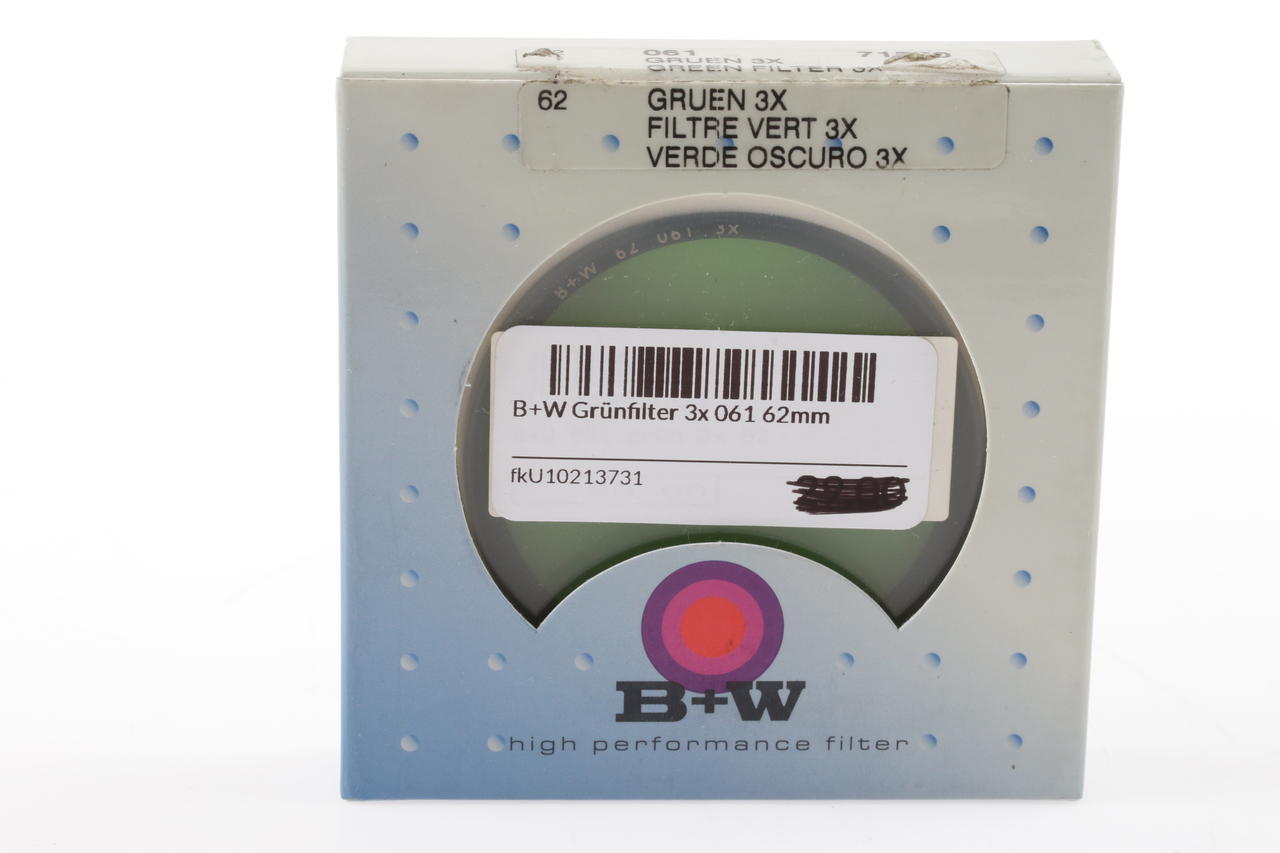 061
GRUEN 3X
GREEN FILTER 3X
62 GRUEN 3X
FILTRE VERT 3X
VERDE OSCURO 3X
B+W 62 061 3X
B+W Grünfilter 3x 061 62mm
fkU10213731
B+W
high performance filter